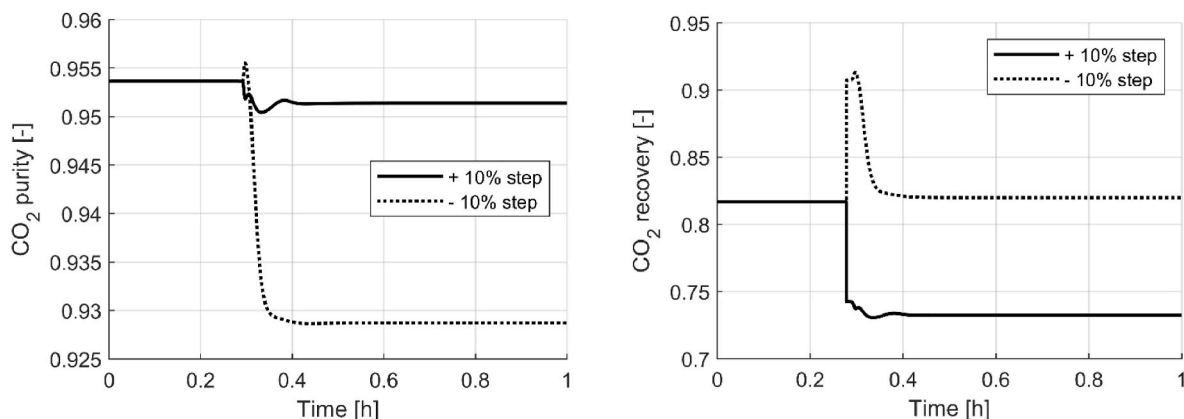 0.96
0.955
0.95
0.945
0.94
0.935
0.93
0.925
CO₂ purity [-]
+ 10% step
- 10% step
0 0.2 0.4 0.6 0.8 1
Time [h]
0.95
0.9
0.85
0.8
0.75
0.7
CO₂ recovery [-]
+ 10% step
- 10% step
0 0.2 0.4 0.6 0.8 1
Time [h]